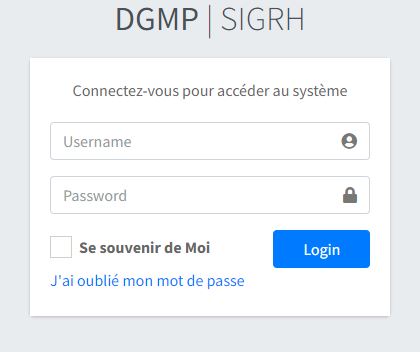 DGMP | SIGRH
Connectez-vous pour accéder au système
Username
Password
Se souvenir de Moi
Login
J'ai oublié mon mot de passe